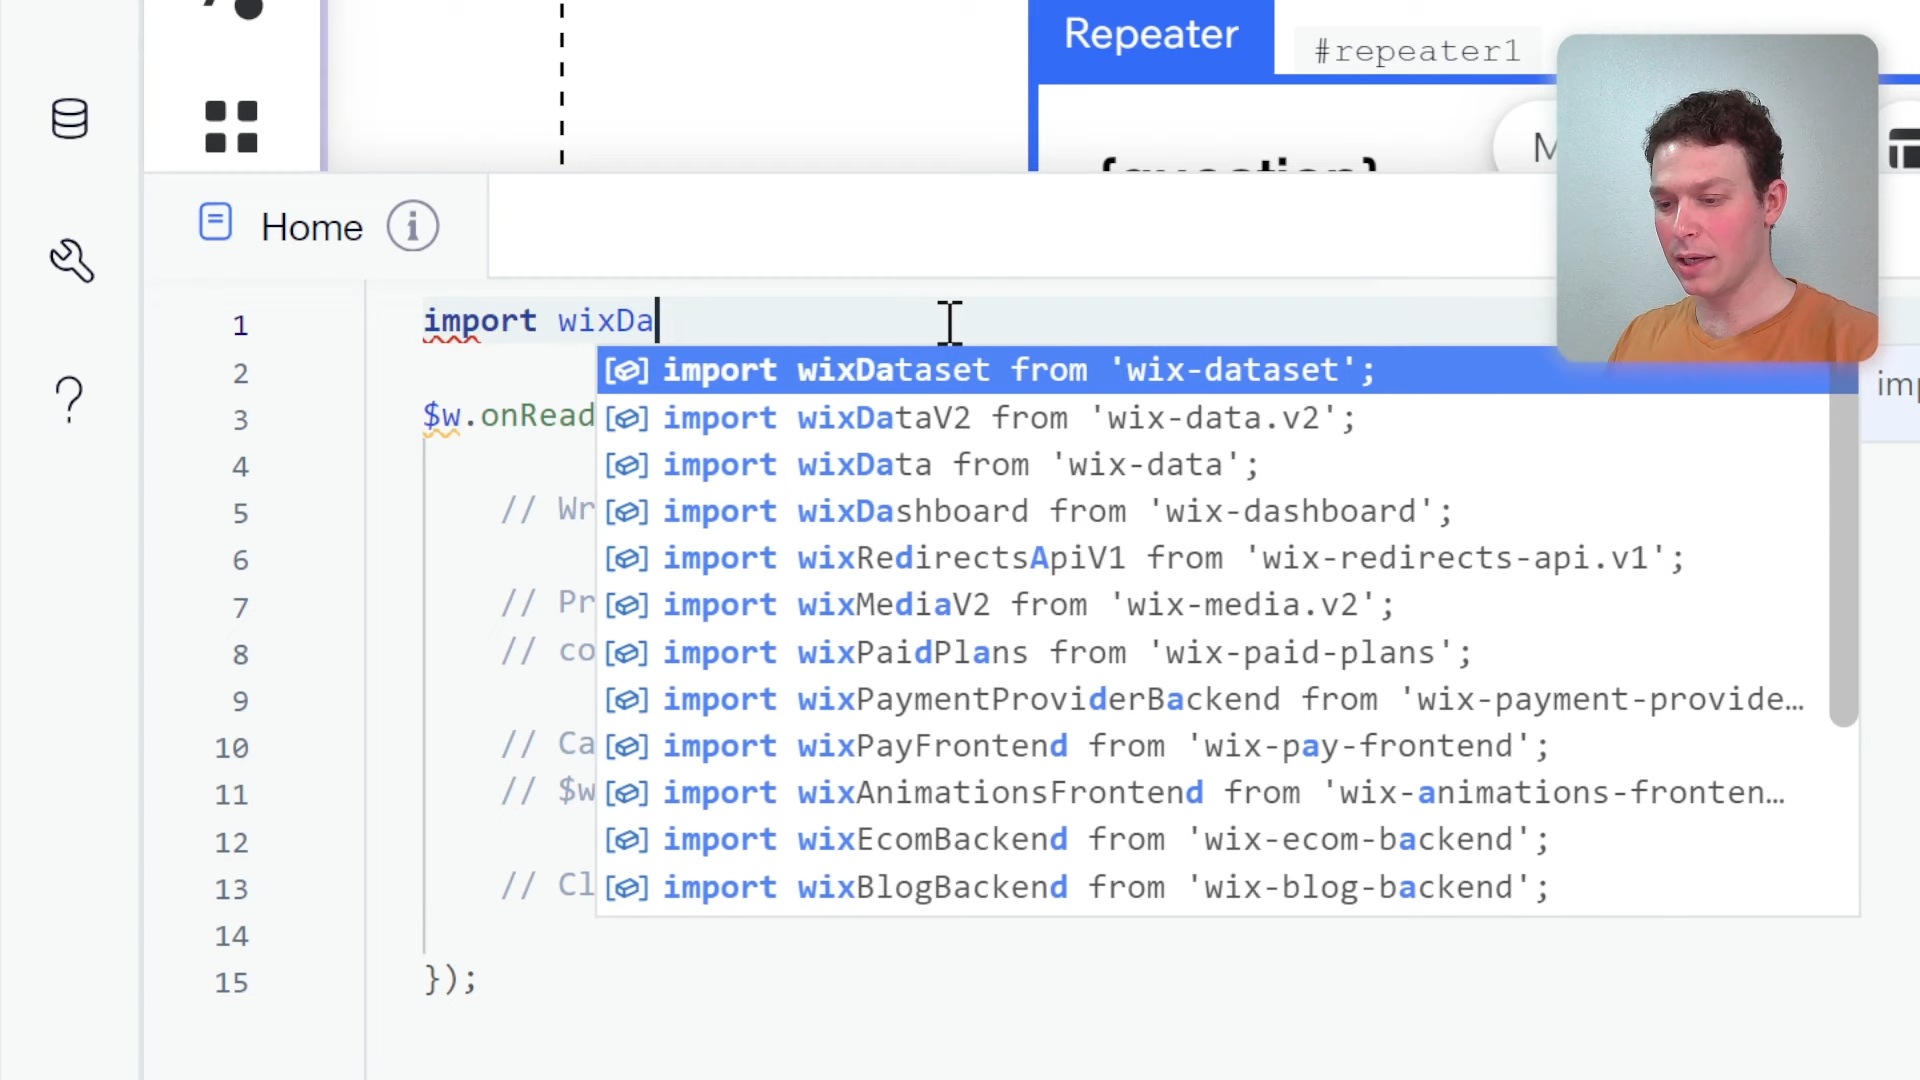 Repeater
#repeater1
M
{question}
Home
1 import wixDa
2
3 $w.onRead
4
5 // Wr
6
7 // Pr
8 // co
9
10 // Ca
11 // $w
12
13 // Cl
14
15 });
import wixDataset from 'wix-dataset';
import wixDataV2 from 'wix-data.v2';
import wixData from 'wix-data';
import wixDashboard from 'wix-dashboard';
import wixRedirectsApiV1 from 'wix-redirects-api.v1';
import wixMediaV2 from 'wix-media.v2';
import wixPaidPlans from 'wix-paid-plans';
import wixPaymentProviderBackend from 'wix-payment-provide…
import wixPayFrontend from 'wix-pay-frontend';
import wixAnimationsFrontend from 'wix-animations-fronten…
import wixEcomBackend from 'wix-ecom-backend';
import wixBlogBackend from 'wix-blog-backend';
imp